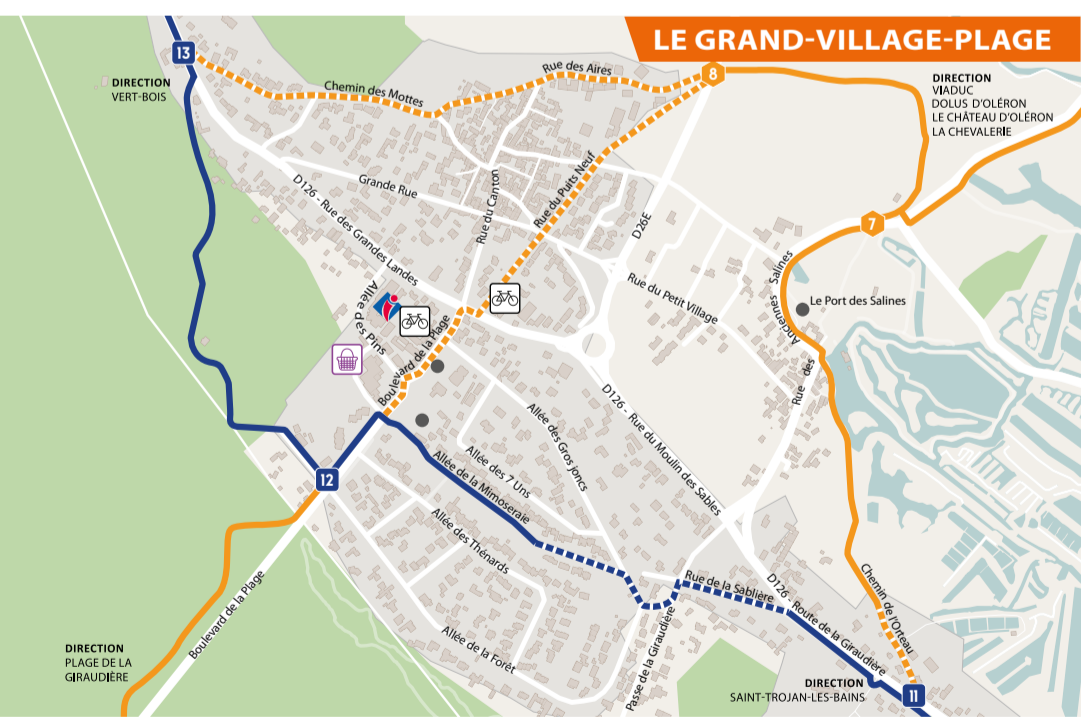 LE GRAND-VILLAGE-PLAGE
13
DIRECTION
VERT-BOIS
Chemin des Mottes
Rue des Aires
8
DIRECTION
VIADUC
DOLUS D'OLÉRON
LE CHÂTEAU D'OLÉRON
LA CHEVALERIE
Grande Rue
D126 - Rue des Grandes Landes
Rue du Canton
Rue du Puits Neuf
D26E
7
Rue du Petit Village
Rue des Anciennes Salines
Le Port des Salines
Allée des Pins
i
Boulevard de la Plage
D126 - Rue du Moulin des Sables
Allée des Gros joncs
Allée des 7 Uns
Allée de la Mimoseraie
12
Allée des Thénards
Allée de la Forêt
Boulevard de la Plage
DIRECTION
PLAGE DE LA
GIRAUDIÈRE
Passe de la Giraudière
Rue de la Sablière
D126 - Route de la Giraudière
Chemin de l'Orteau
DIRECTION
SAINT-TROJAN-LES-BAINS
11